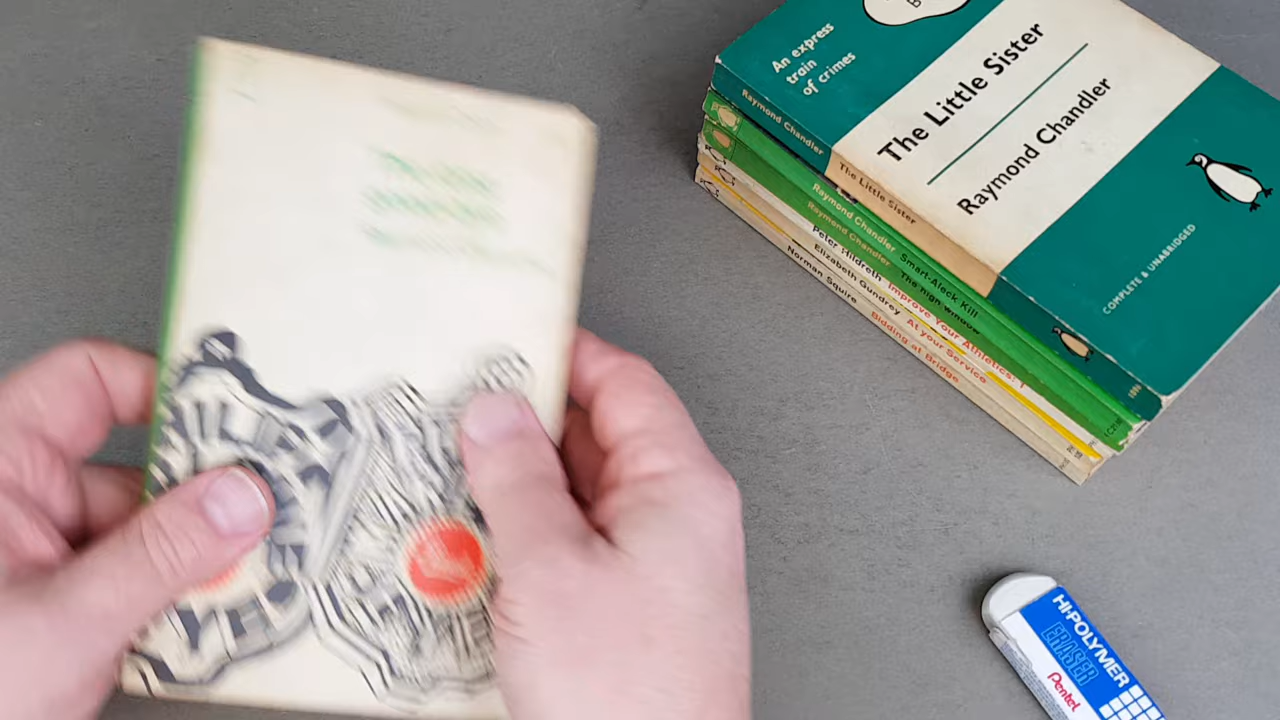 An express
train
of crimes
The Little Sister
Raymond Chandler
COMPLETE & UNABRIDGED
Raymond Chandler
The Little Sister
Raymond Chandler Smart-Aleck Kill
Raymond Chandler The high window
Peter Hildreth Improve Your Athletics: 1
Elizabeth Gundrey At your Service
Norman Squire Bidding at Bridge
HI-POLYMER
ERASER
Pentel